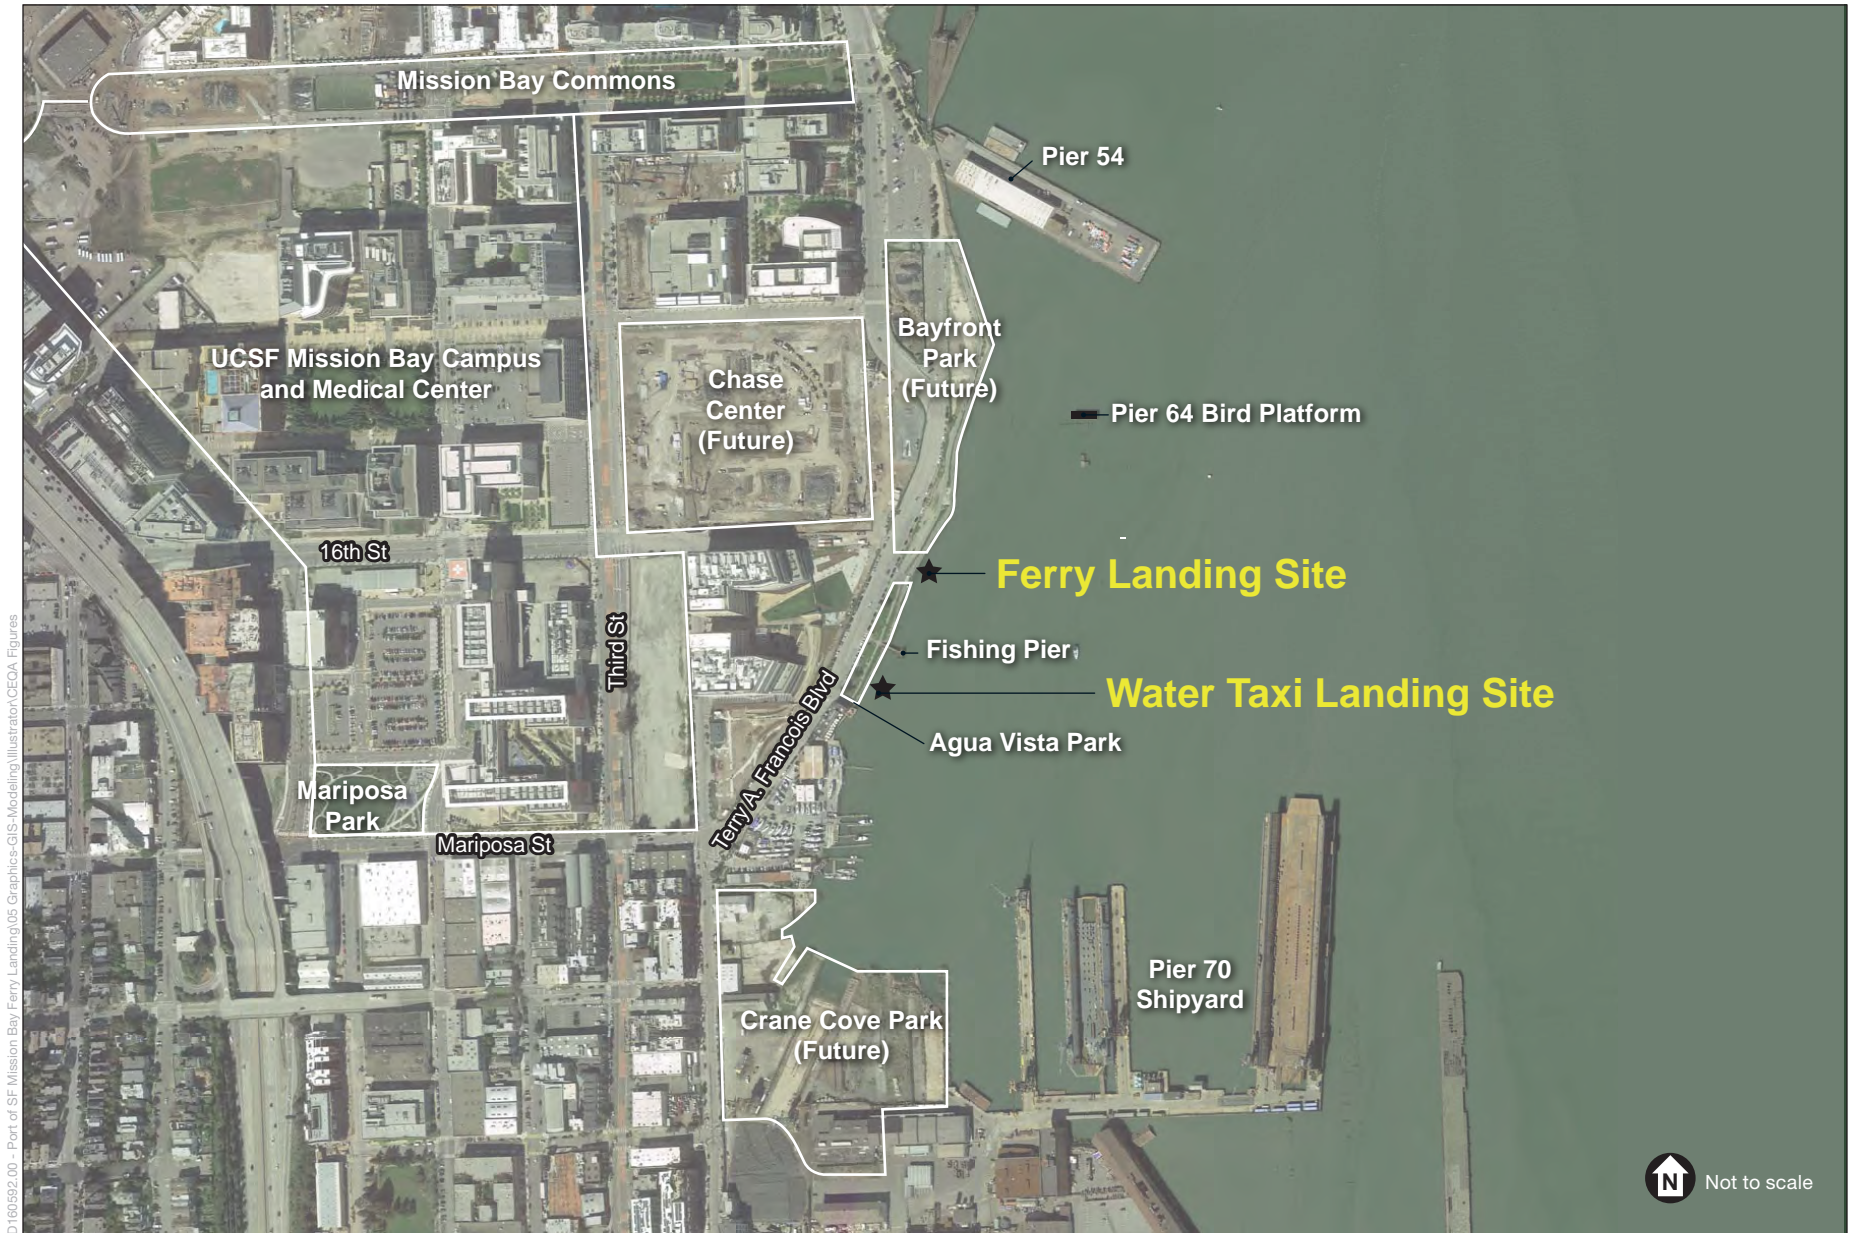 Mission Bay Commons
Pier 54
Bayfront
Park
(Future)
UCSF Mission Bay Campus
and Medical Center
Chase
Center
(Future)
Pier 64 Bird Platform
16th St
Ferry Landing Site
Third St
Fishing Pier
Terry A. Francois Blvd
Water Taxi Landing Site
Agua Vista Park
Mariposa
Park
Mariposa St
Pier 70
Shipyard
Crane Cove Park
(Future)
N
Not to scale
D160592.00 - Port of SF Mission Bay Ferry Landing\05 Graphics-GIS-Modeling\Illustrator\CEQA Figures